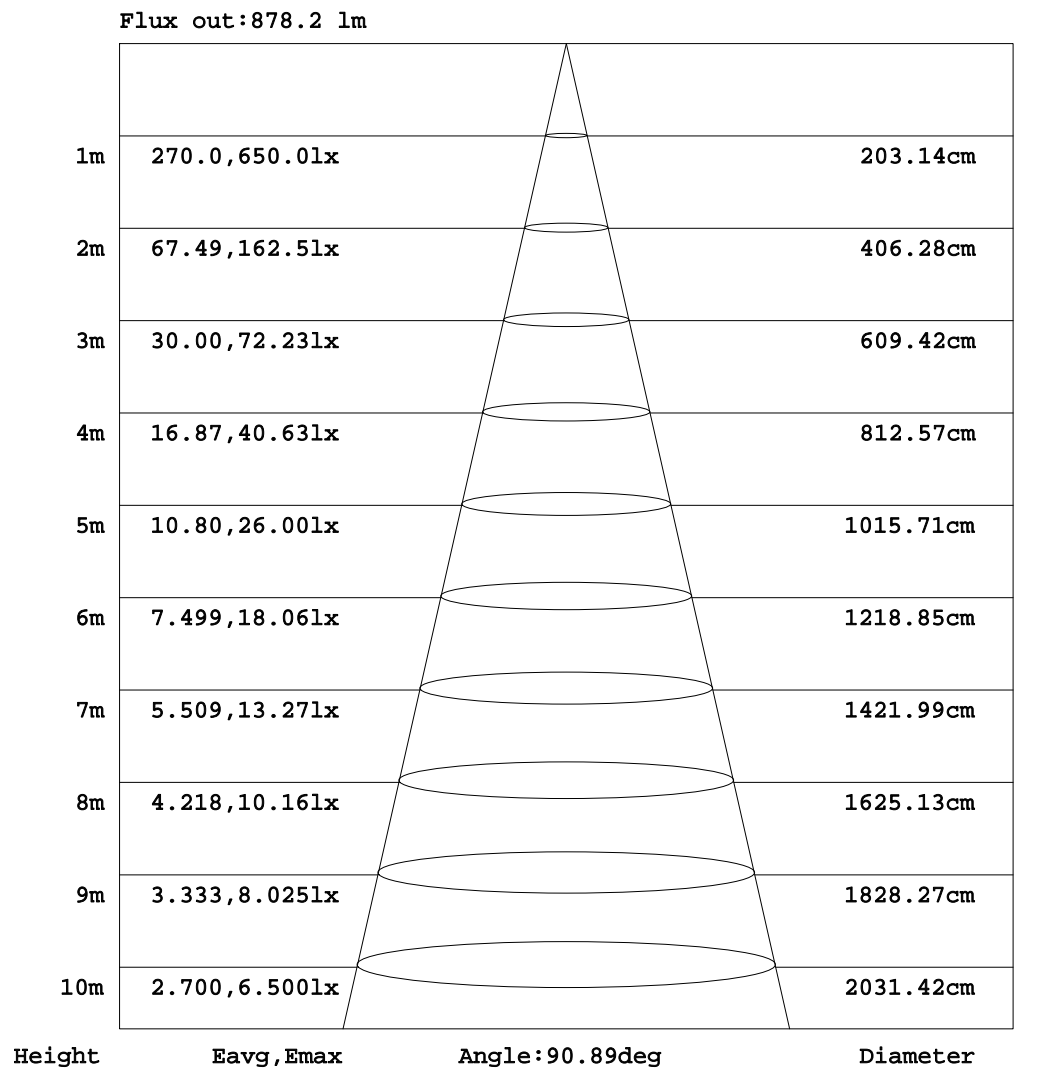 Flux out:878.2 lm
1m 270.0,650.0lx 203.14cm
2m 67.49,162.5lx 406.28cm
3m 30.00,72.23lx 609.42cm
4m 16.87,40.63lx 812.57cm
5m 10.80,26.00lx 1015.71cm
6m 7.499,18.06lx 1218.85cm
7m 5.509,13.27lx 1421.99cm
8m 4.218,10.16lx 1625.13cm
9m 3.333,8.025lx 1828.27cm
10m 2.700,6.500lx 2031.42cm
Height Eavg,Emax Angle:90.89deg Diameter